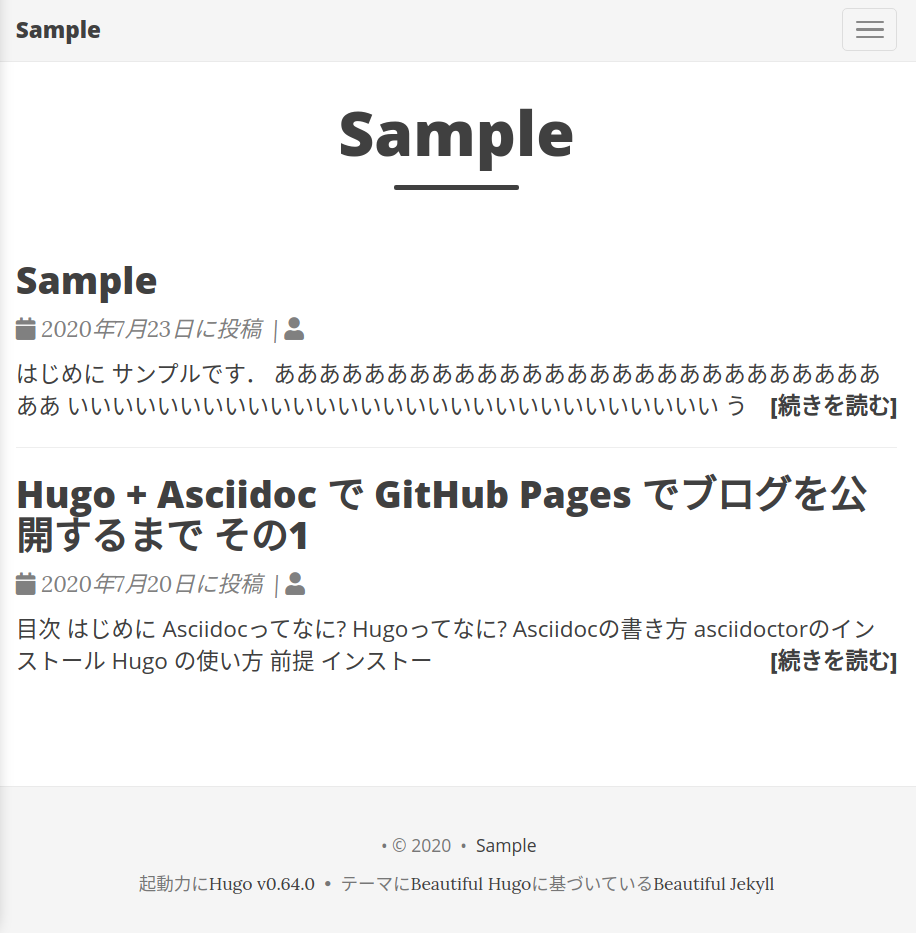 Sample
Sample
Sample
2020年7月23日に投稿 |
はじめに サンプルです． あああああああああああああああああああああああああああ
ああ いいいいいいいいいいいいいいいいいいいいいいいいいいいいい う [続きを読む]
Hugo + Asciidoc で GitHub Pages でブログを公
開するまで その1
2020年7月20日に投稿 |
目次 はじめに Asciidocってなに? Hugoってなに? Asciidocの書き方 asciidoctorのイン
ストール Hugo の使い方 前提 インストー [続きを読む]
• © 2020 • Sample
起動力にHugo v0.64.0 • テーマにBeautiful Hugoに基づいているBeautiful Jekyll